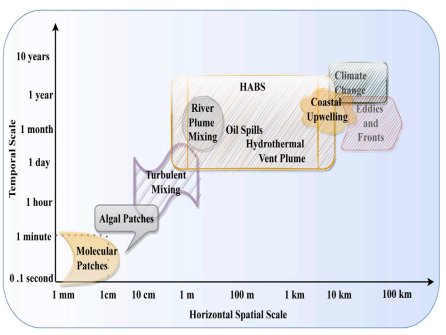 10 years
1 year
1 month
1 day
1 hour
1 minute
0 .1 second
Temporal Scale
HABS
River
Plume
Mixing
Oil Spills
Hydrothermal
Vent Plume
Coastal
Upwelling
Climate
Change
Eddies
and
Fronts
Turbulent
Mixing
Algal Patches
Molecular
Patches
1 mm
1cm
10 cm
1 m
100 m
1 km
10 km
100 km
Horizontal Spatial Scale